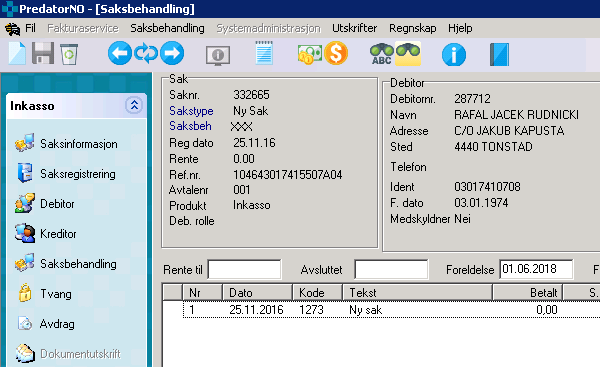 PredatorNO - [Saksbehandling]
Fil Fakturaservice Saksbehandling Systemadministrasjon Utskrifter Regnskap Hjelp
ABC
Inkasso
Saksinformasjon
Saksregistrering
Debitor
Kreditor
Saksbehandling
Tvang
Avdrag
Dokumentutskrift
Sak
Saknr. 332665
Sakstype Ny Sak
Saksbeh XXX
Reg dato 25.11.16
Rente 0.00
Ref.nr. 104643017415507A04
Avtalenr 001
Produkt Inkasso
Deb. rolle
Debitor
Debitornr. 287712
Navn RAFAL JACEK RUDNICKI
Adresse C/O JAKUB KAPUSTA
Sted 4440 TONSTAD
Telefon
Ident 03017410708
F. dato 03.01.1974
Medskyldner Nei
Rente til Avsluttet Foreldelse 01.06.2018 F
Nr Dato Kode Tekst Betalt S.
1 25.11.2016 1273 Ny sak 0,00